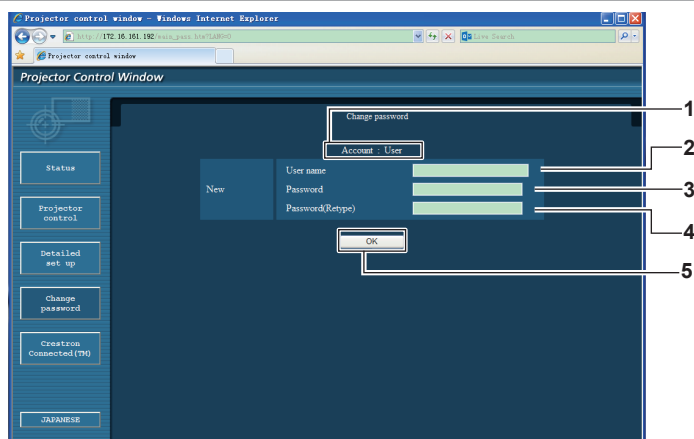 Projector control window - Windows Internet Explorer
http://172.16.161.192/main_pass.htm?LANG=0
Live Search
Projector control window
Projector Control Window
Change password
1
Account : User
2
User name
New
Password
3
Password(Retype)
4
OK
5
Status
Projector
control
Detailed
set up
Change
password
Crestron
Connected(TM)
JAPANESE